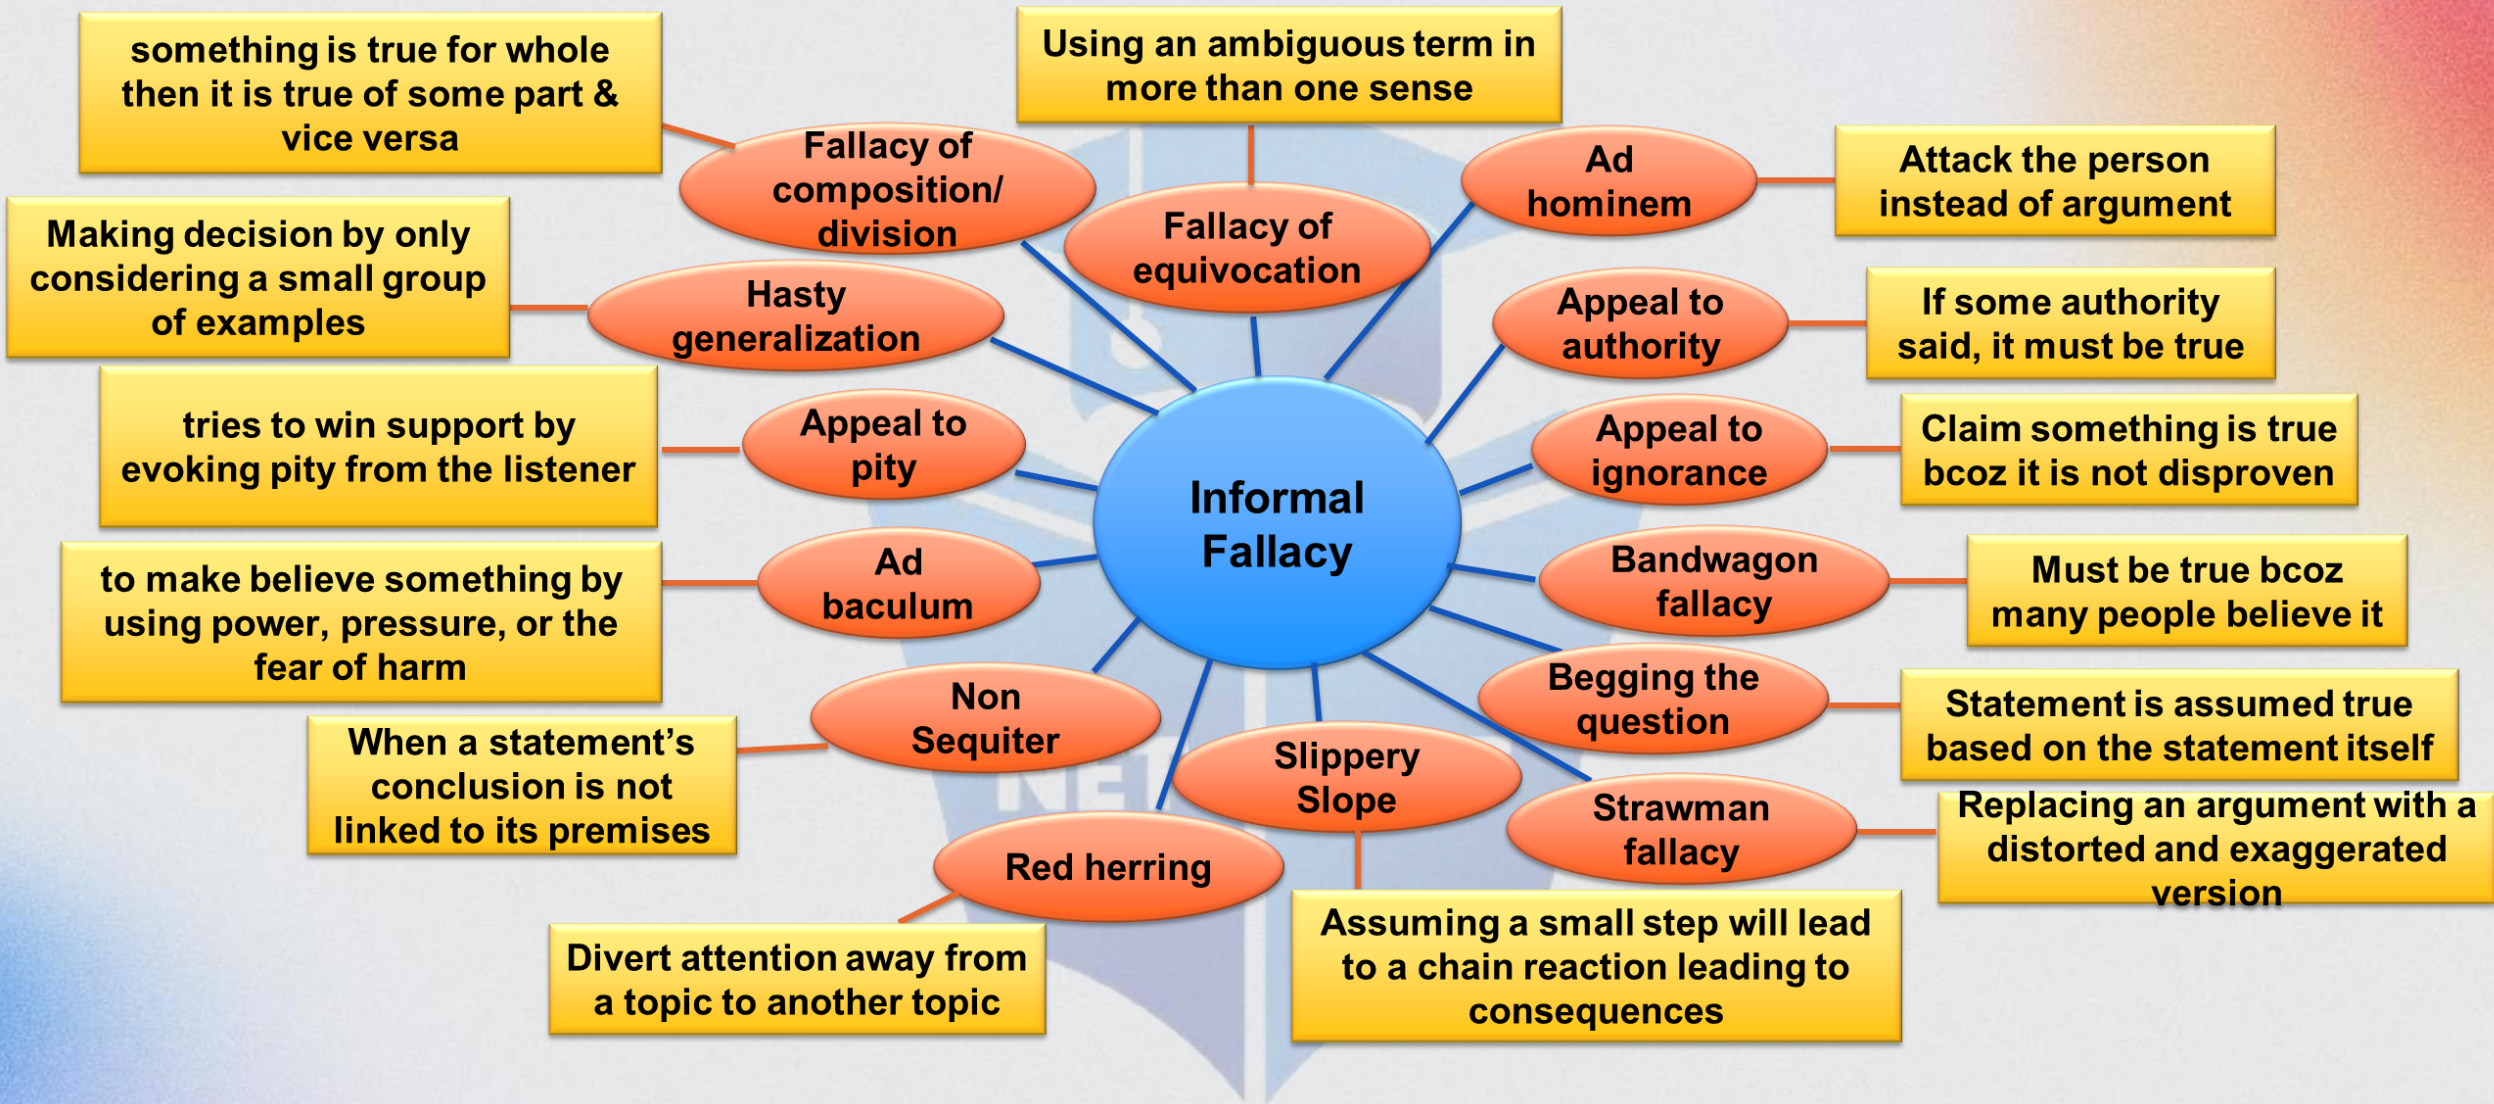 something is true for whole
then it is true of some part &
vice versa
Using an ambiguous term in
more than one sense
Fallacy of
composition/
division
Fallacy of
equivocation
Ad
hominem
Attack the person
instead of argument
Making decision by only
considering a small group
of examples
Hasty
generalization
Appeal to
authority
If some authority
said, it must be true
tries to win support by
evoking pity from the listener
Appeal to
pity
Informal
Fallacy
Appeal to
ignorance
Claim something is true
bcoz it is not disproven
to make believe something by
using power, pressure, or the
fear of harm
Ad
baculum
Bandwagon
fallacy
Must be true bcoz
many people believe it
When a statement’s
conclusion is not
linked to its premises
Non
Sequiter
Begging the
question
Statement is assumed true
based on the statement itself
Slippery
Slope
Strawman
fallacy
Replacing an argument with a
distorted and exaggerated
version
Red herring
Divert attention away from
a topic to another topic
Assuming a small step will lead
to a chain reaction leading to
consequences